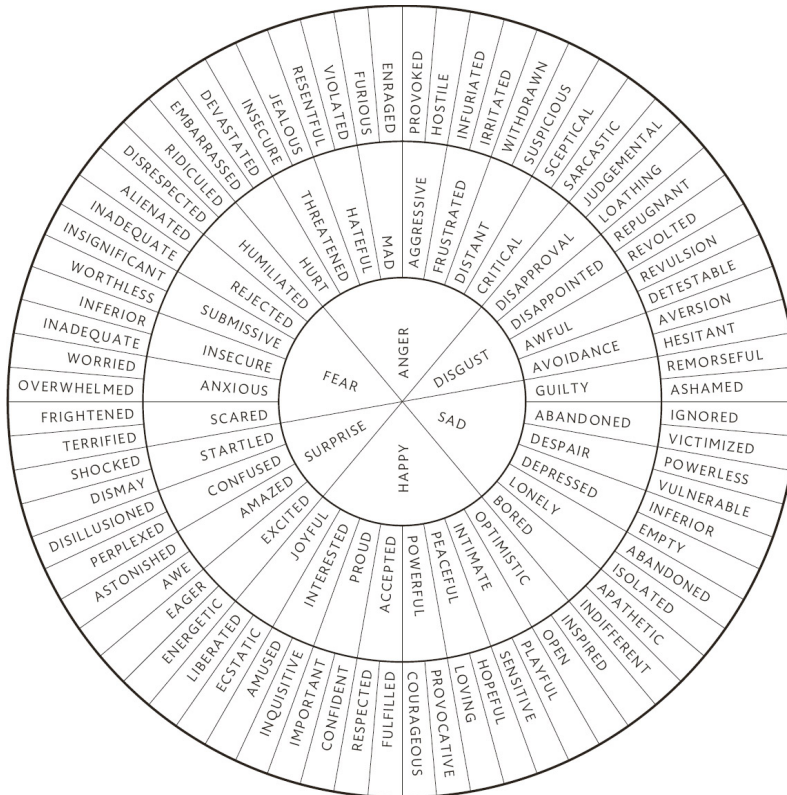 ANGER
DISGUST
SAD
HAPPY
SURPRISE
FEAR
MAD
AGGRESSIVE
FRUSTRATED
DISTANT
CRITICAL
DISAPPROVAL
DISAPPOINTED
AWFUL
AVOIDANCE
GUILTY
ABANDONED
DESPAIR
DEPRESSED
LONELY
BORED
OPTIMISTIC
INTIMATE
PEACEFUL
POWERFUL
ACCEPTED
PROUD
INTERESTED
JOYFUL
EXCITED
AMAZED
CONFUSED
STARTLED
SCARED
ANXIOUS
INSECURE
SUBMISSIVE
REJECTED
HUMILIATED
HURT
THREATENED
HATEFUL
ENRAGED
PROVOKED
HOSTILE
INFURIATED
IRRITATED
WITHDRAWN
SUSPICIOUS
SCEPTICAL
SARCASTIC
JUDGEMENTAL
LOATHING
REPUGNANT
REVOLTED
REVULSION
DETESTABLE
AVERSION
HESITANT
REMORSEFUL
ASHAMED
IGNORED
VICTIMIZED
POWERLESS
VULNERABLE
INFERIOR
EMPTY
ABANDONED
ISOLATED
APATHETIC
INDIFFERENT
INSPIRED
OPEN
PLAYFUL
SENSITIVE
HOPEFUL
LOVING
PROVOCATIVE
COURAGEOUS
FULFILLED
RESPECTED
CONFIDENT
IMPORTANT
INQUISITIVE
AMUSED
ECSTATIC
LIBERATED
ENERGETIC
EAGER
AWE
ASTONISHED
PERPLEXED
DISILLUSIONED
DISMAY
SHOCKED
TERRIFIED
FRIGHTENED
OVERWHELMED
WORRIED
INADEQUATE
INFERIOR
WORTHLESS
INSIGNIFICANT
INADEQUATE
ALIENATED
DISRESPECTED
RIDICULED
EMBARRASSED
DEVASTATED
INSECURE
JEALOUS
RESENTFUL
VIOLATED
FURIOUS